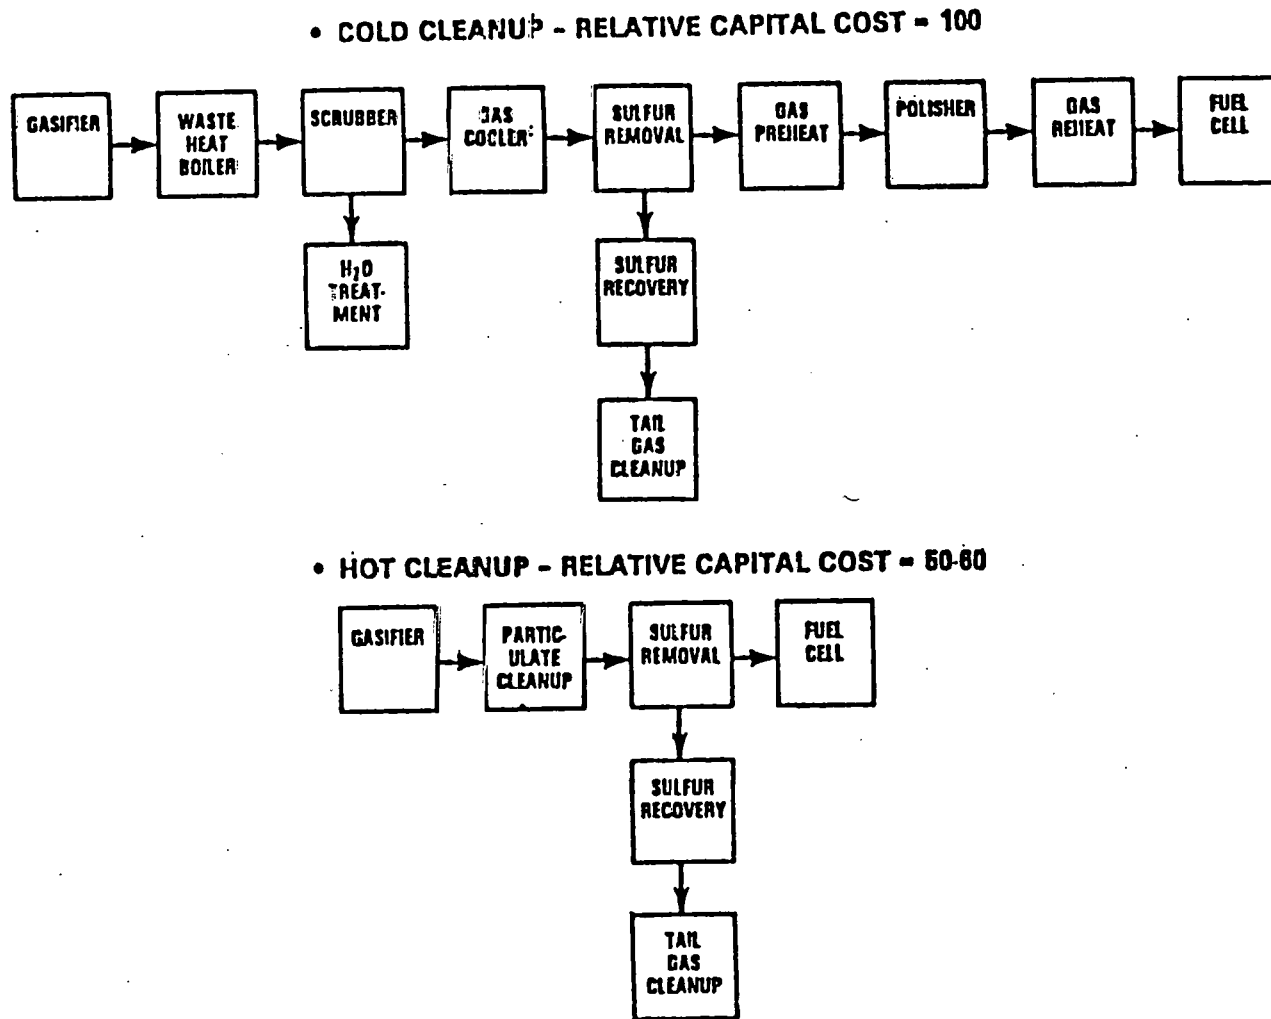 • COLD CLEANUP - RELATIVE CAPITAL COST = 100
GASIFIER
WASTE
HEAT
BOILER
SCRUBBER
GAS
COOLER
SULFUR
REMOVAL
GAS
PREHEAT
POLISHER
GAS
REHEAT
FUEL
CELL
H₂O
TREAT-
MENT
SULFUR
RECOVERY
TAIL
GAS
CLEANUP
• HOT CLEANUP - RELATIVE CAPITAL COST = 50-60
GASIFIER
PARTIC-
ULATE
CLEANUP
SULFUR
REMOVAL
FUEL
CELL
SULFUR
RECOVERY
TAIL
GAS
CLEANUP